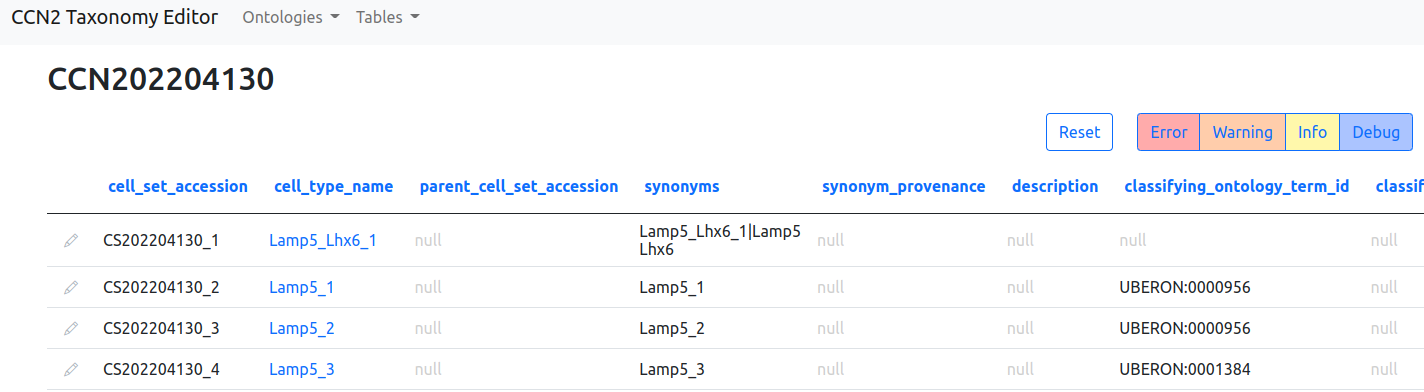 CCN2 Taxonomy Editor Ontologies Tables
CCN202204130
Reset Error Warning Info Debug
cell_set_accession cell_type_name parent_cell_set_accession synonyms synonym_provenance description classifying_ontology_term_id classif
CS202204130_1 Lamp5_Lhx6_1 null Lamp5_Lhx6_1|Lamp5 null null null null
Lhx6
CS202204130_2 Lamp5_1 null Lamp5_1 null null UBERON:0000956 null
CS202204130_3 Lamp5_2 null Lamp5_2 null null UBERON:0000956 null
CS202204130_4 Lamp5_3 null Lamp5_3 null null UBERON:0001384 null